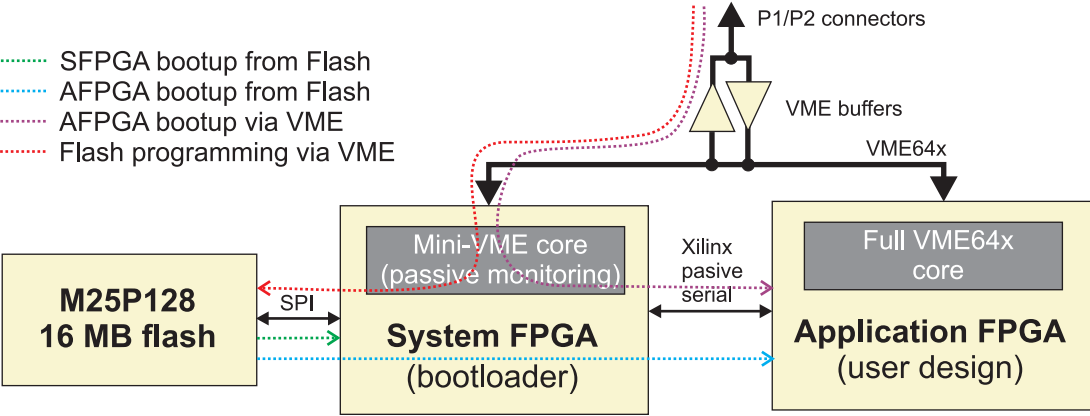 P1/P2 connectors
SFPGA bootup from Flash
AFPGA bootup from Flash
AFPGA bootup via VME
Flash programming via VME
VME buffers
VME64x
Mini-VME core
(passive monitoring)
System FPGA
(bootloader)
M25P128
16 MB flash
SPI
Xilinx
pasive
serial
Full VME64x
core
Application FPGA
(user design)